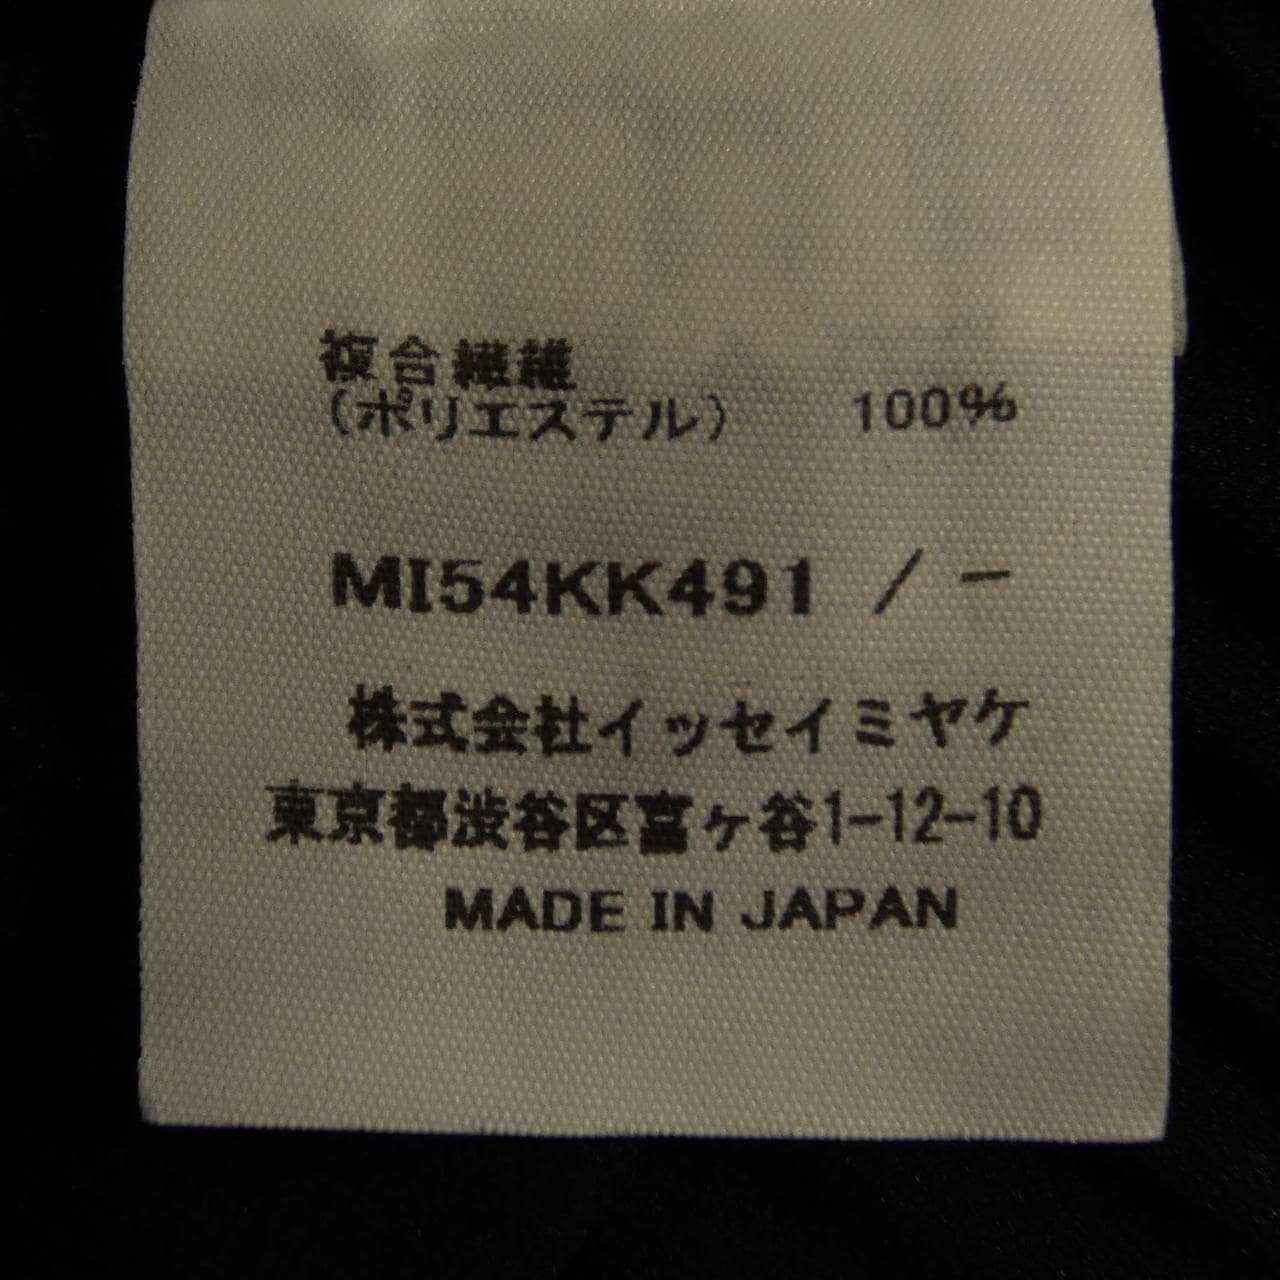 複合繊維
（ポリエステル） 100%
MI54KK491 / -
株式会社イッセイミヤケ
東京都渋谷区富ヶ谷1-12-10
MADE IN JAPAN